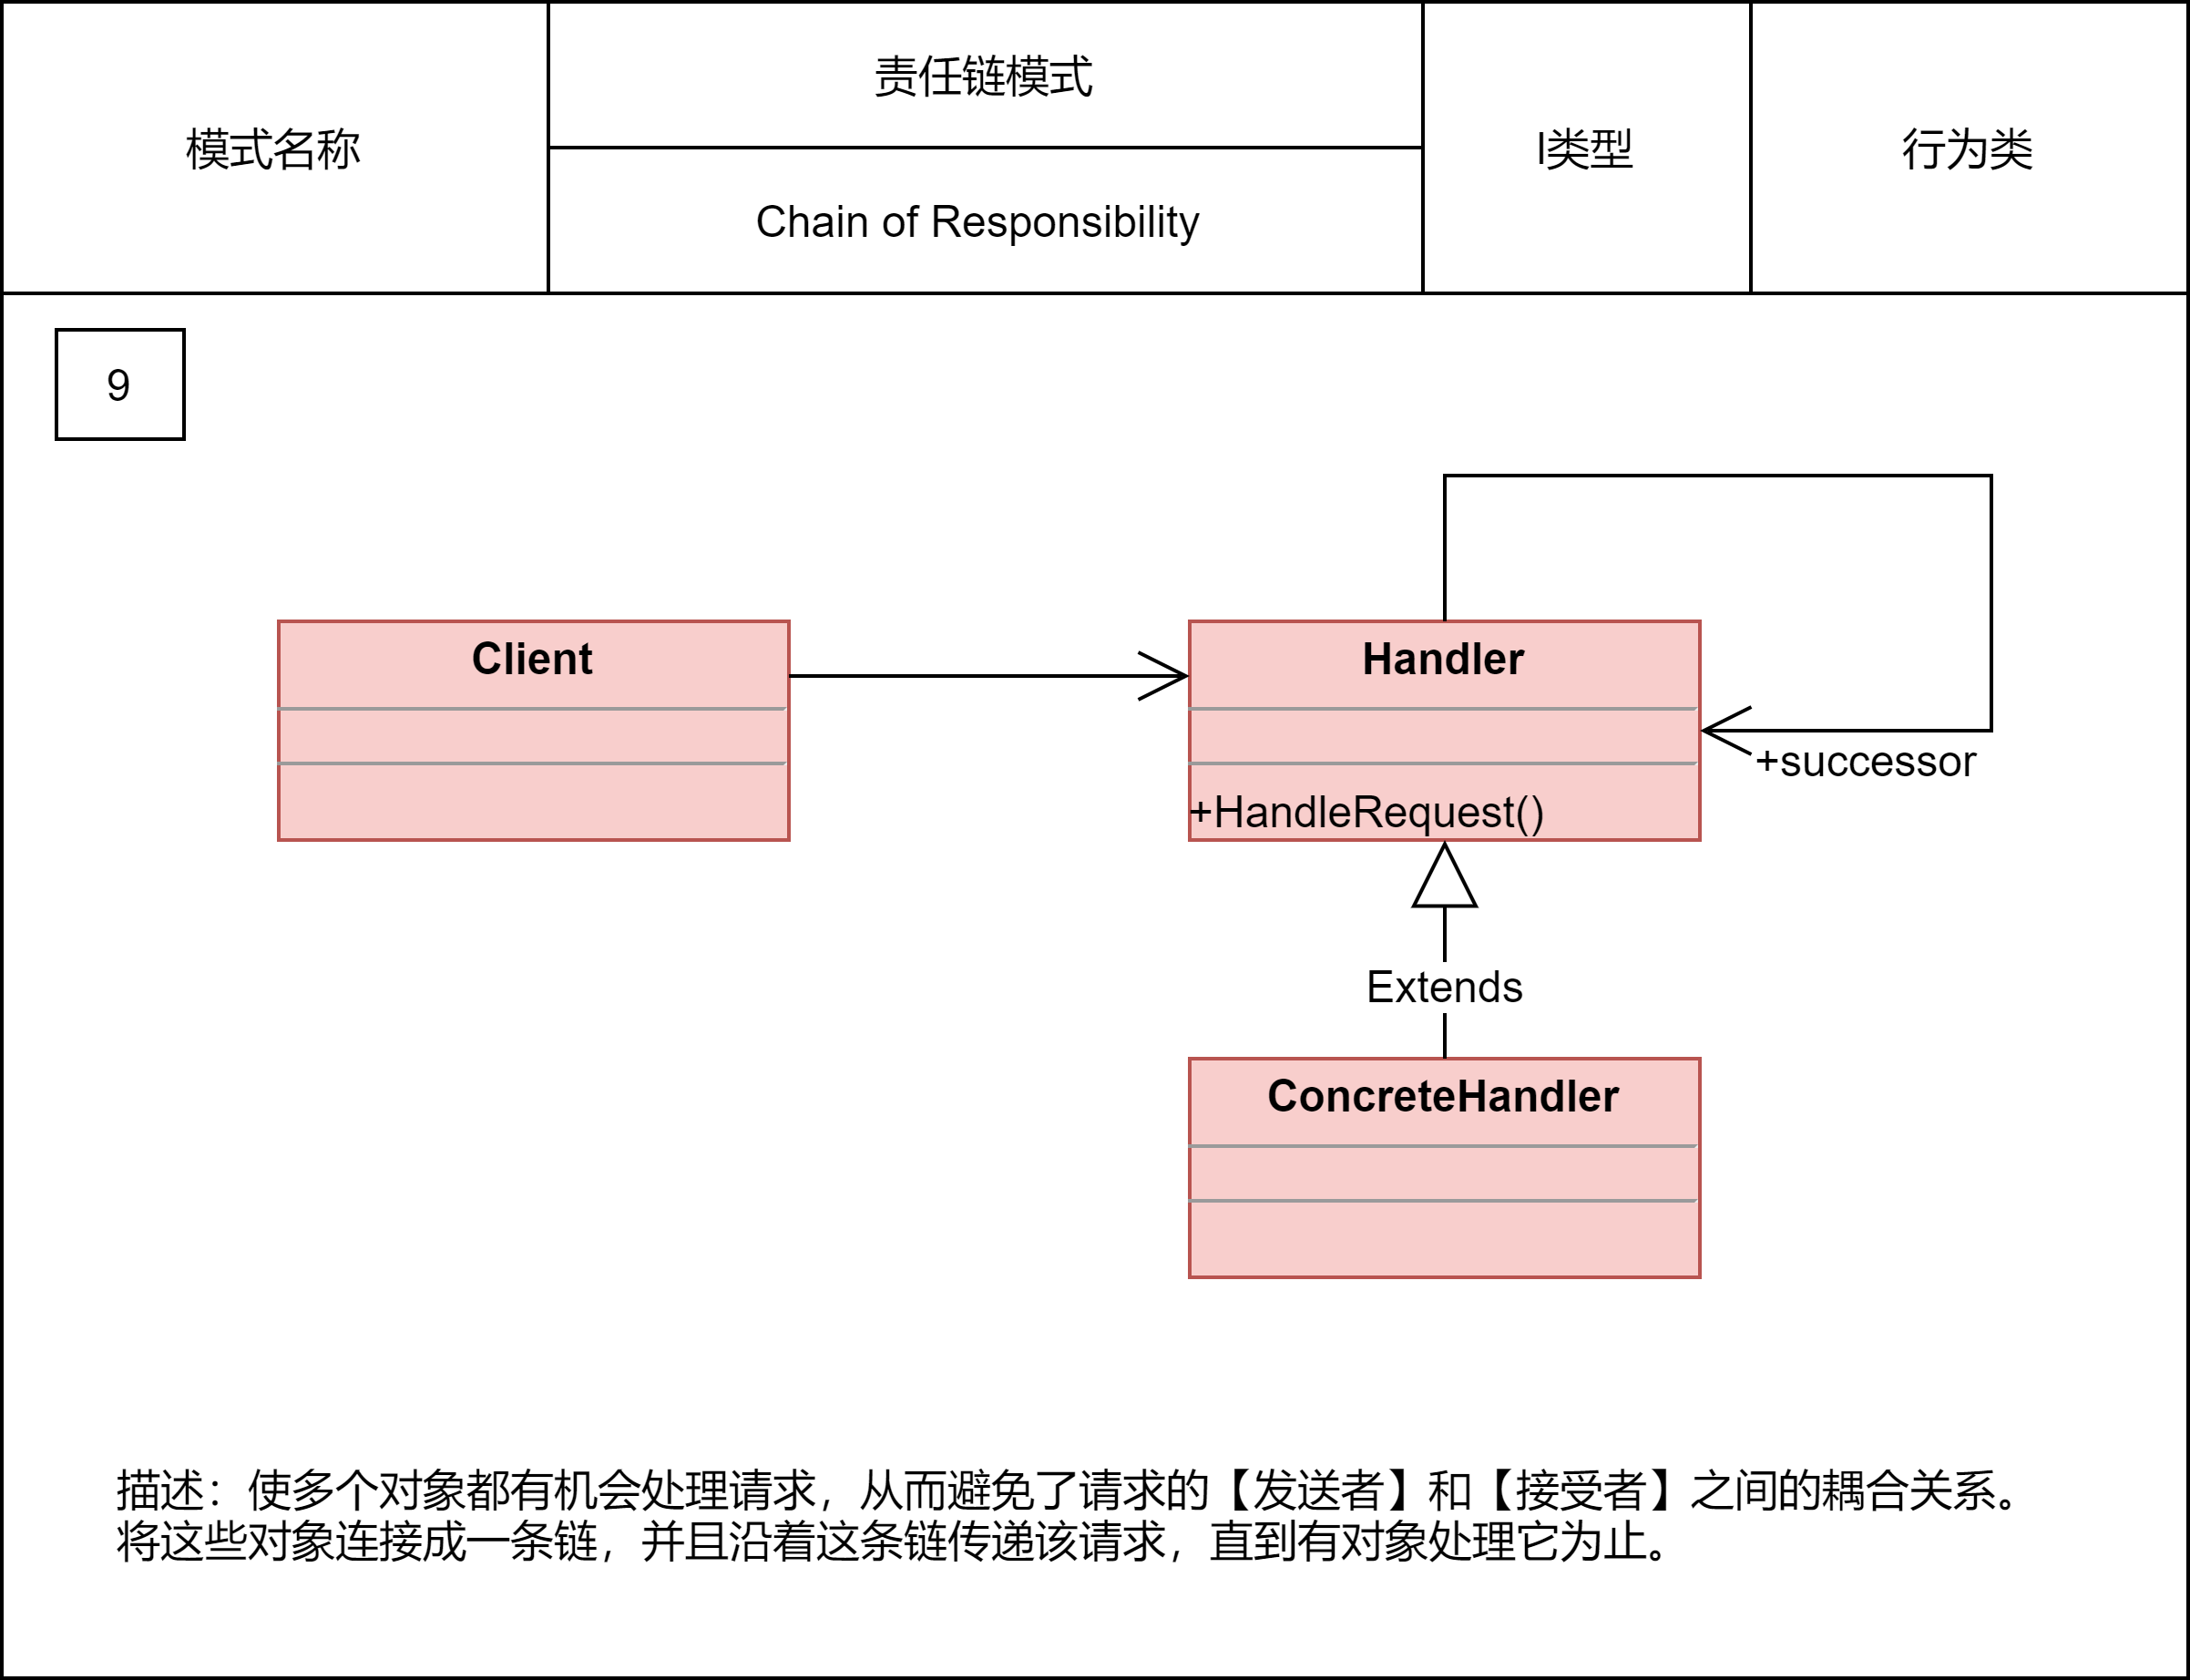 模式名称
责任链模式
Chain of Responsibility
l类型
行为类
9
Client
Handler
+HandleRequest()
+successor
Extends
ConcreteHandler
描述：使多个对象都有机会处理请求，从而避免了请求的【发送者】和【接受者】之间的耦合关系。
将这些对象连接成一条链，并且沿着这条链传递该请求，直到有对象处理它为止。